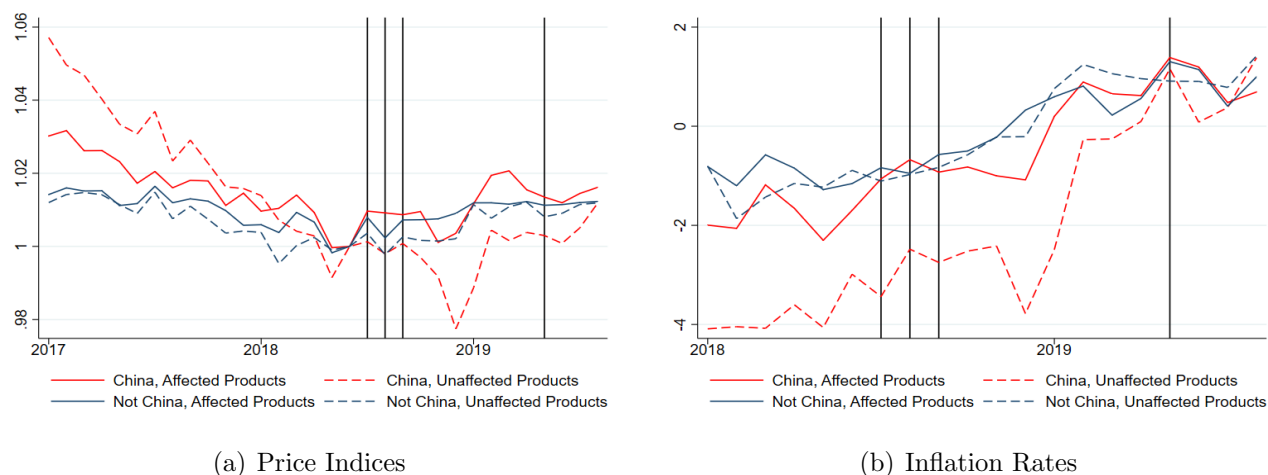 1.06
1.04
1.02
1
.98
2017
2018
2019
China, Affected Products
China, Unaffected Products
Not China, Affected Products
Not China, Unaffected Products
(a) Price Indices
2
0
-2
-4
2018
2019
China, Affected Products
China, Unaffected Products
Not China, Affected Products
Not China, Unaffected Products
(b) Inflation Rates